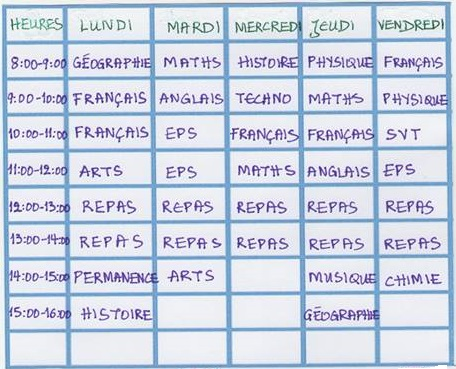 HEURES LUNDI MARDI MERCREDI JEUDI VENDREDI
8:00-9:00 GÉOGRAPHIE MATHS HISTOIRE PHYSIQUE FRANÇAIS
9:00-10:00 FRANÇAIS ANGLAIS TECHNO MATHS PHYSIQUE
10:00-11:00 FRANÇAIS EPS FRANÇAIS FRANÇAIS SVT
11:00-12:00 ARTS EPS MATHS ANGLAIS EPS
12:00-13:00 REPAS REPAS REPAS REPAS REPAS
13:00-14:00 REPAS REPAS REPAS REPAS REPAS
14:00-15:00 PERMANENCE ARTS MUSIQUE CHIMIE
15:00-16:00 HISTOIRE GÉOGRAPHIE